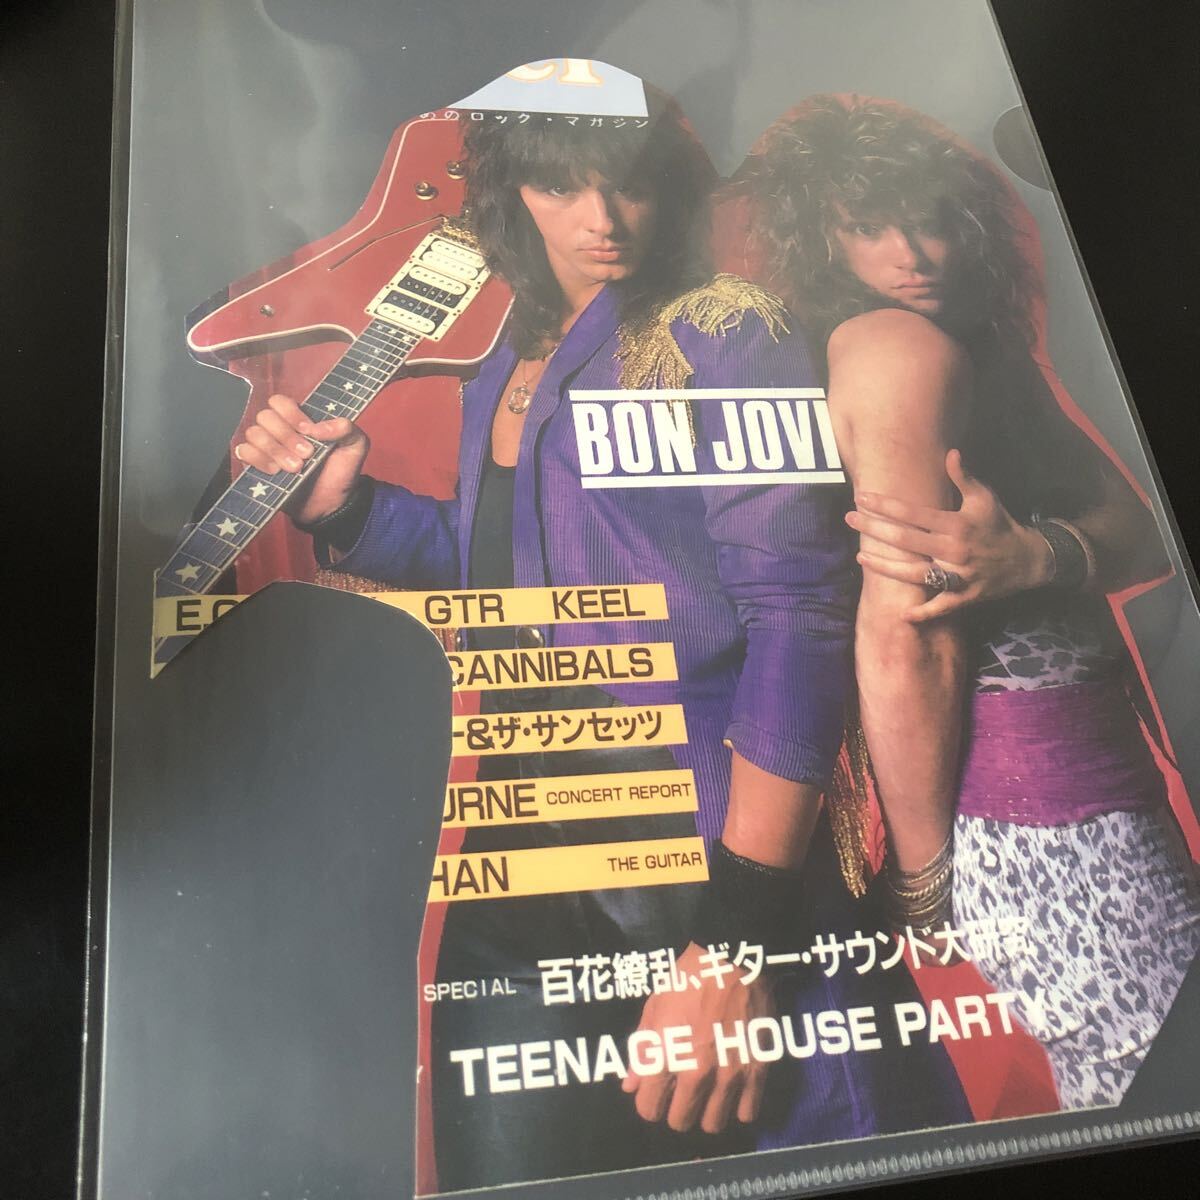 er
めのロック・マガジン
BON JOVI
GTR KEEL
CANNIBALS
ー&ザ・サンセッツ
URNE CONCERT REPORT
HAN THE GUITAR
SPECIAL 百花繚乱、ギター・サウンド大研究
TEENAGE HOUSE PARTY